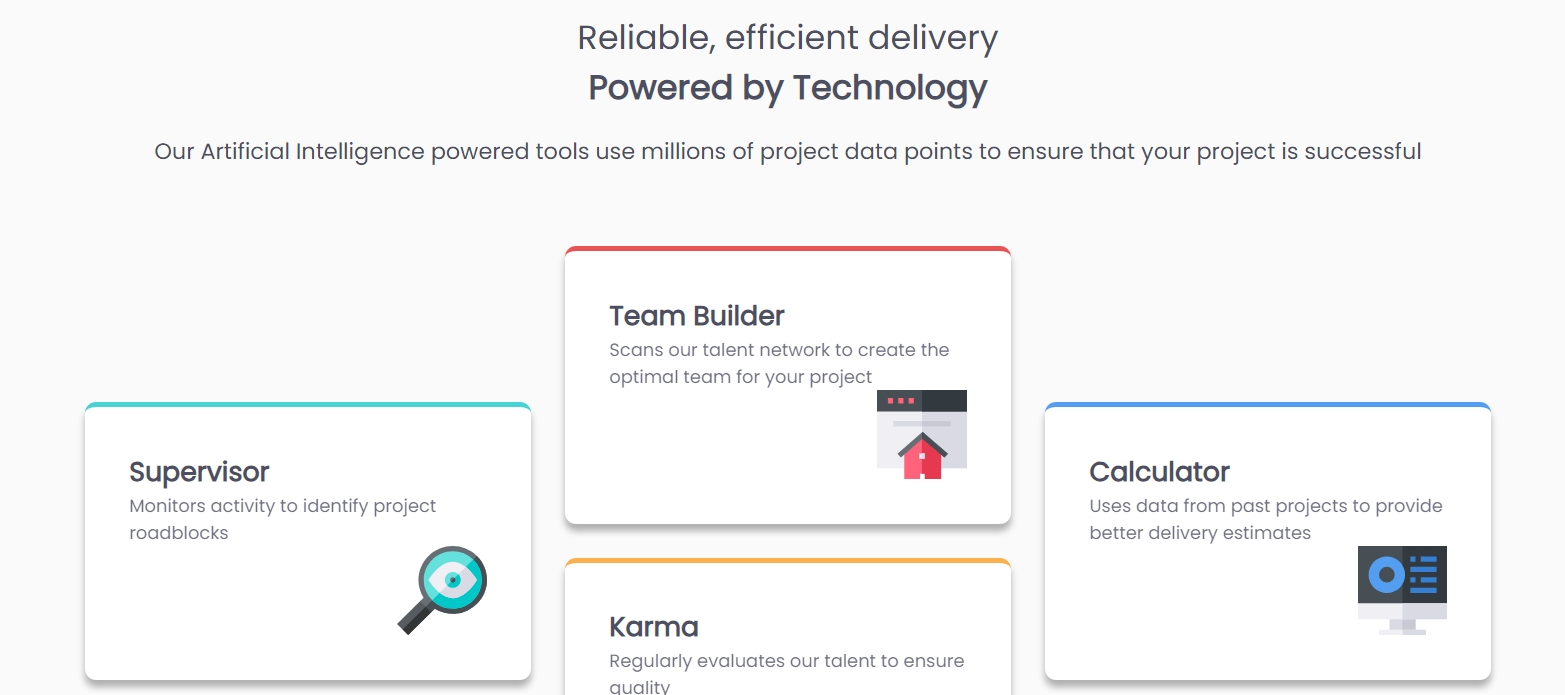 Reliable, efficient delivery
Powered by Technology
Our Artificial Intelligence powered tools use millions of project data points to ensure that your project is successful
Supervisor
Monitors activity to identify project
roadblocks
Team Builder
Scans our talent network to create the
optimal team for your project
Karma
Regularly evaluates our talent to ensure
quality
Calculator
Uses data from past projects to provide
better delivery estimates